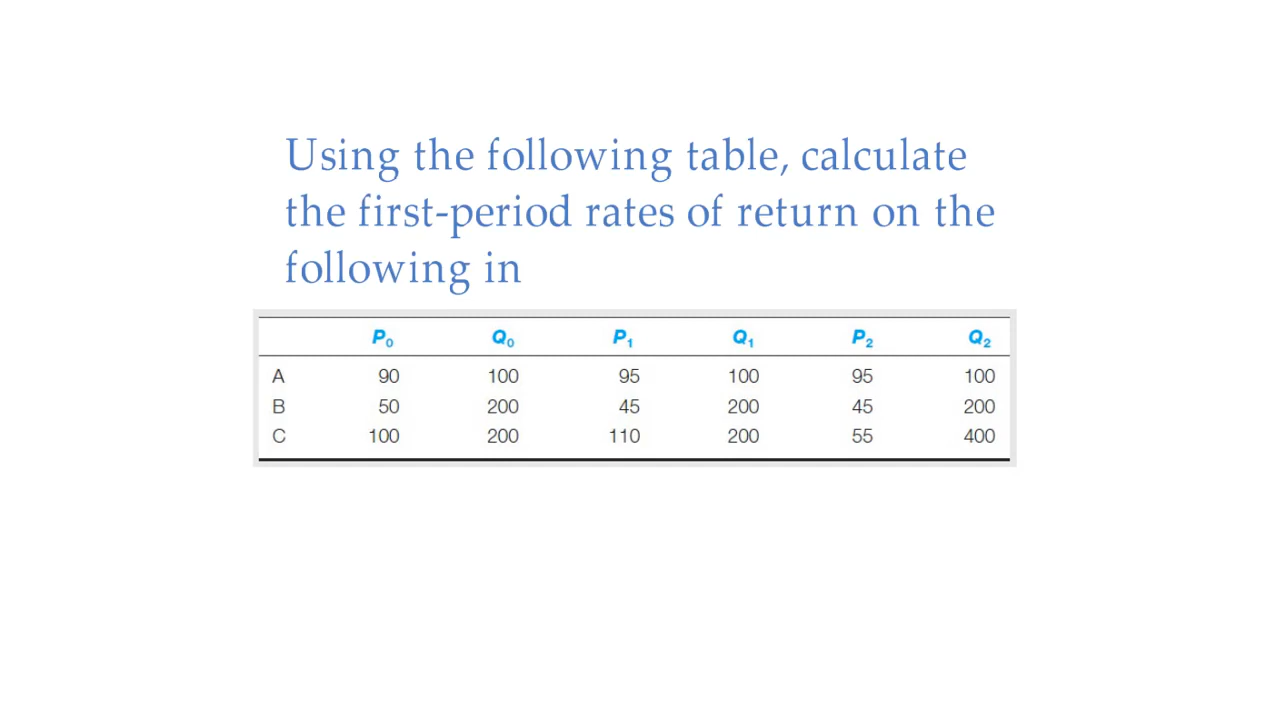 Using the following table, calculate
the first-period rates of return on the
following in
P₀ Q₀ P₁ Q₁ P₂ Q₂
A 90 100 95 100 95 100
B 50 200 45 200 45 200
C 100 200 110 200 55 400